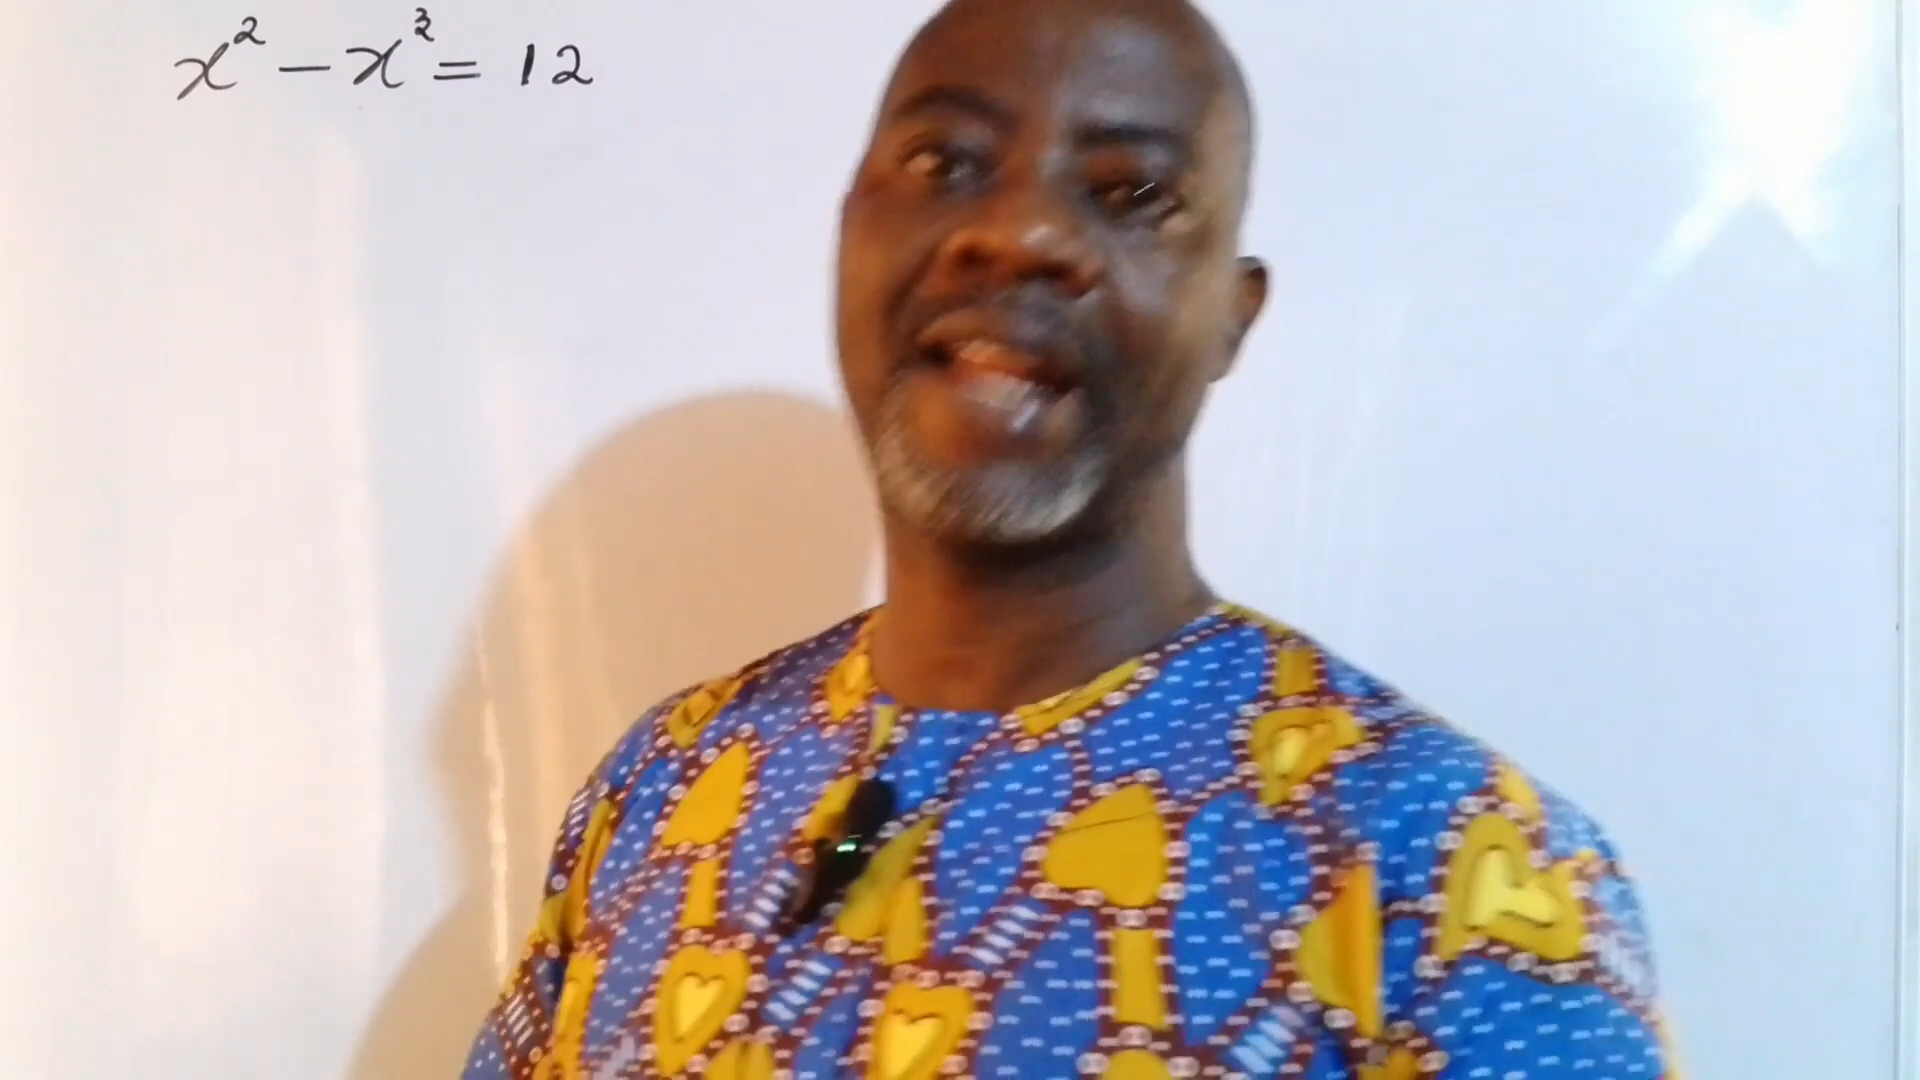 x² - x³ = 12